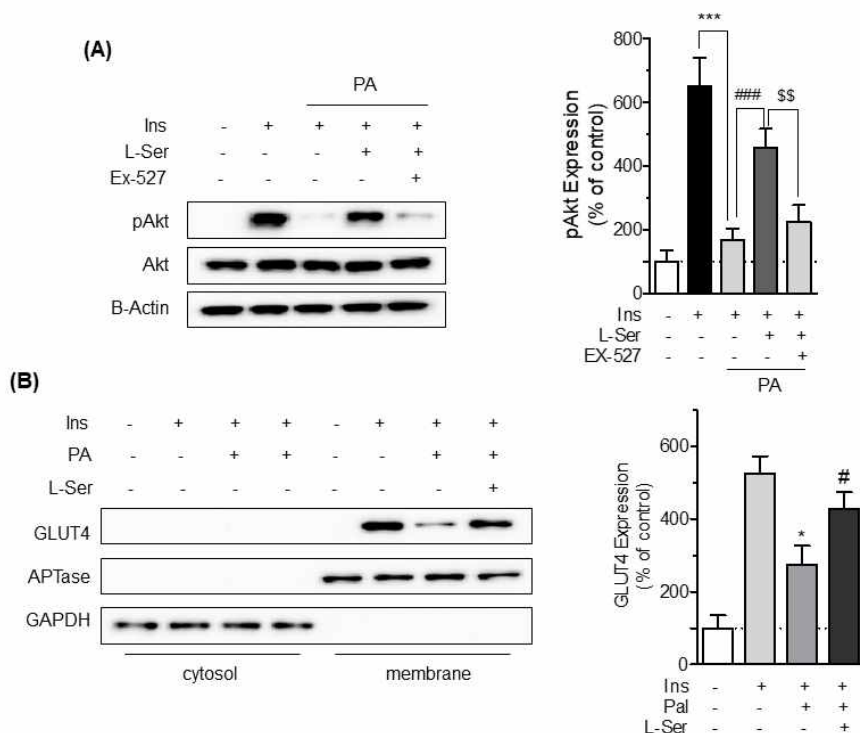 (A)
PA
Ins - + + + +
L-Ser - - - + +
Ex-527 - - - - +
pAkt
Akt
B-Actin
pAkt Expression
(% of control)
800
600
400
200
0
***
###
$$
Ins - + + + +
L-Ser - - - + +
EX-527 - - - - +
PA
(B)
Ins - + + + - + + +
PA - - + + - - + +
L-Ser - - - - - - - +
GLUT4
APTase
GAPDH
cytosol membrane
GLUT4 Expression
(% of control)
800
600
400
200
0
*
#
Ins - + + +
Pal - - + +
L-Ser - - - +